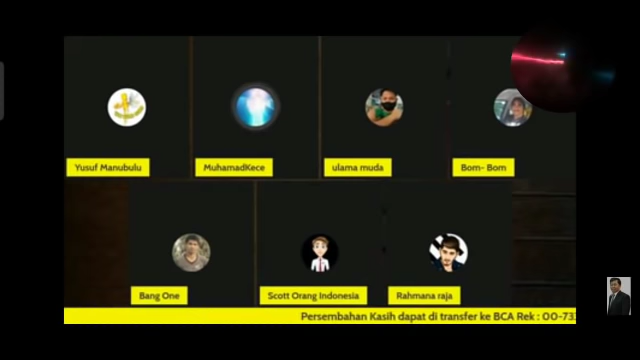 Yusuf Manubulu
MuhamadKece
ulama muda
Bom- Bom
Bang One
Scott Orang Indonesia
Rahmana raja
Persembahan Kasih dapat di transfer ke BCA Rek : 00-73